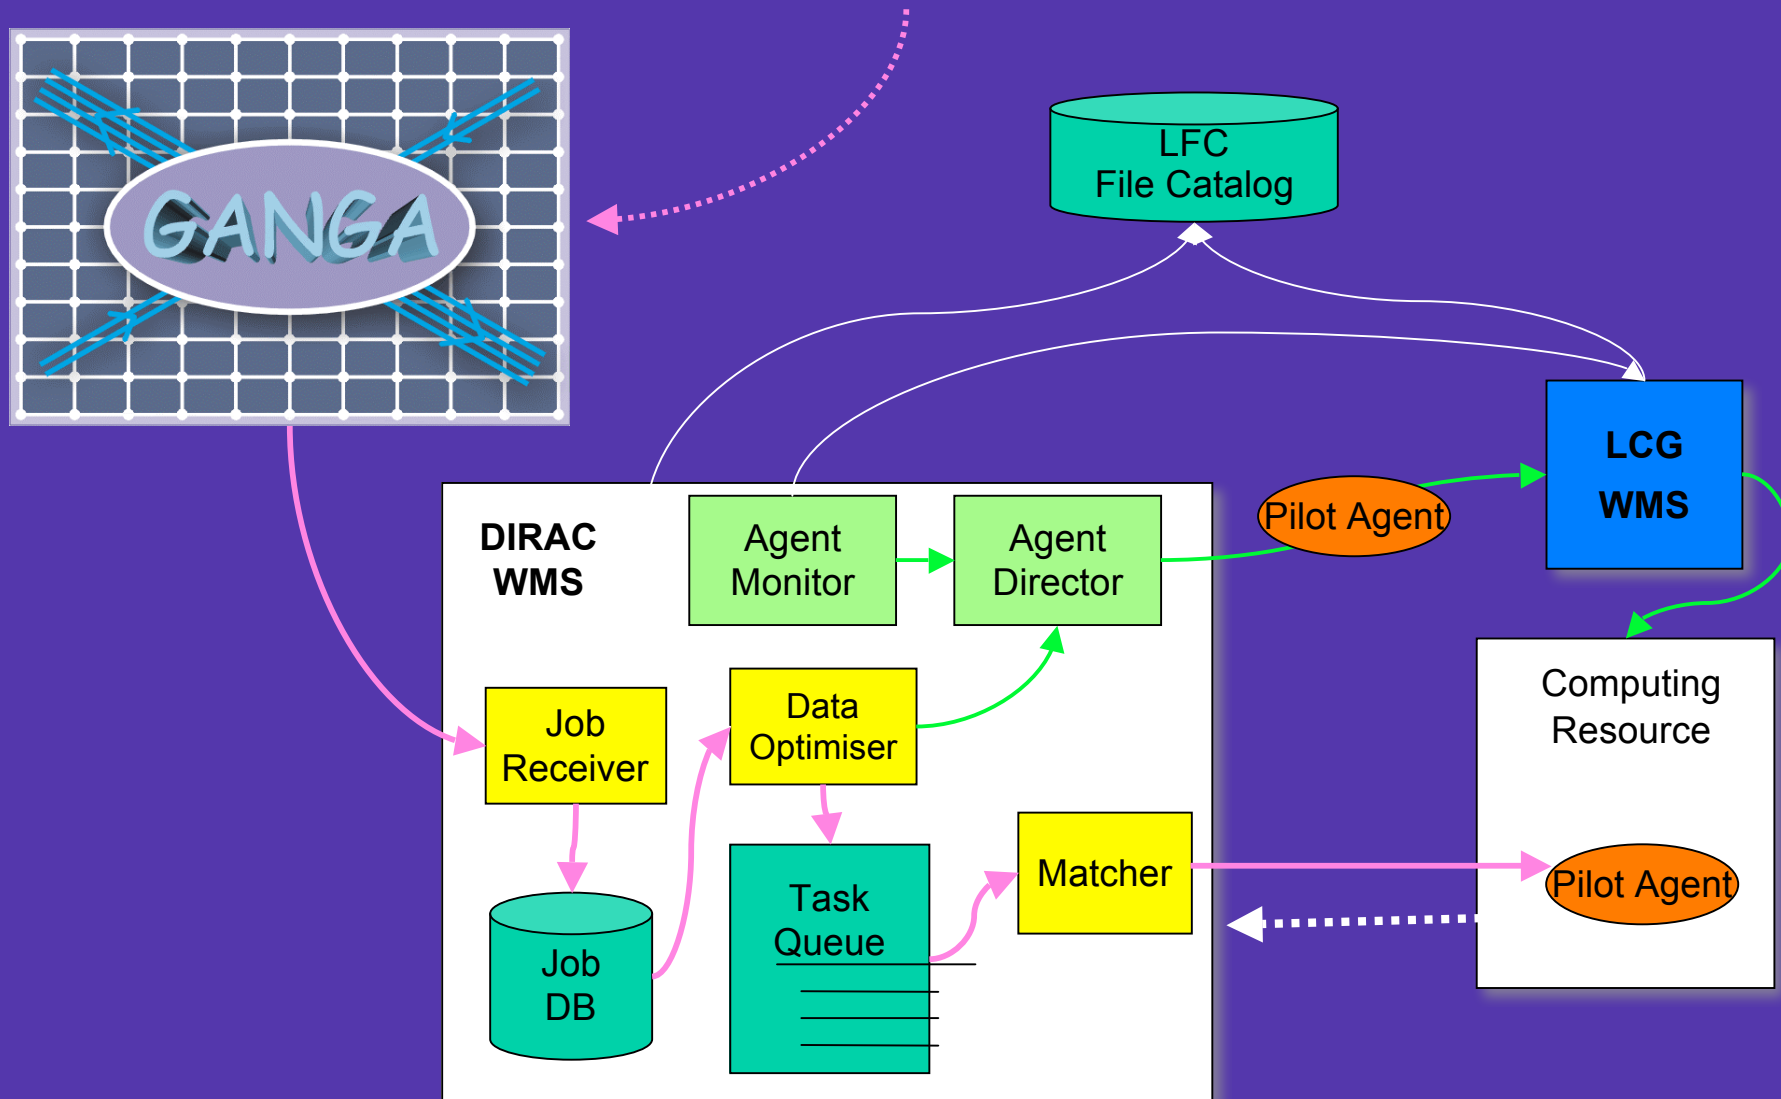 GANGA
LFC
File Catalog
LCG
WMS
Pilot Agent
DIRAC
WMS
Agent
Monitor
Agent
Director
Computing
Resource
Job
Receiver
Data
Optimiser
Matcher
Pilot Agent
Task
Queue
Job
DB